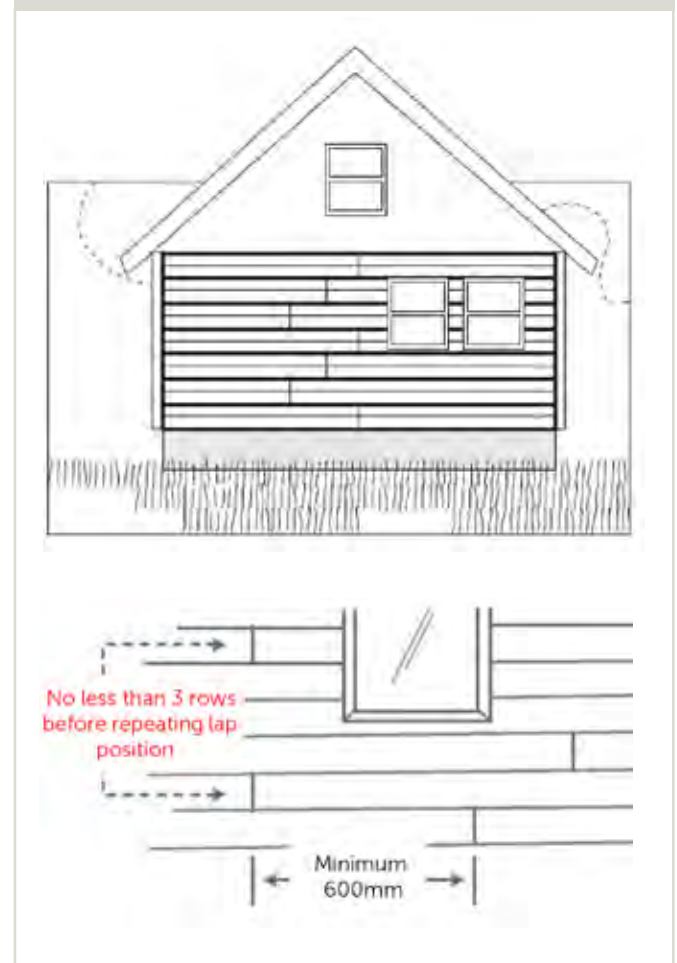 No less than 3 rows
before repeating lap
position
Minimum
600mm